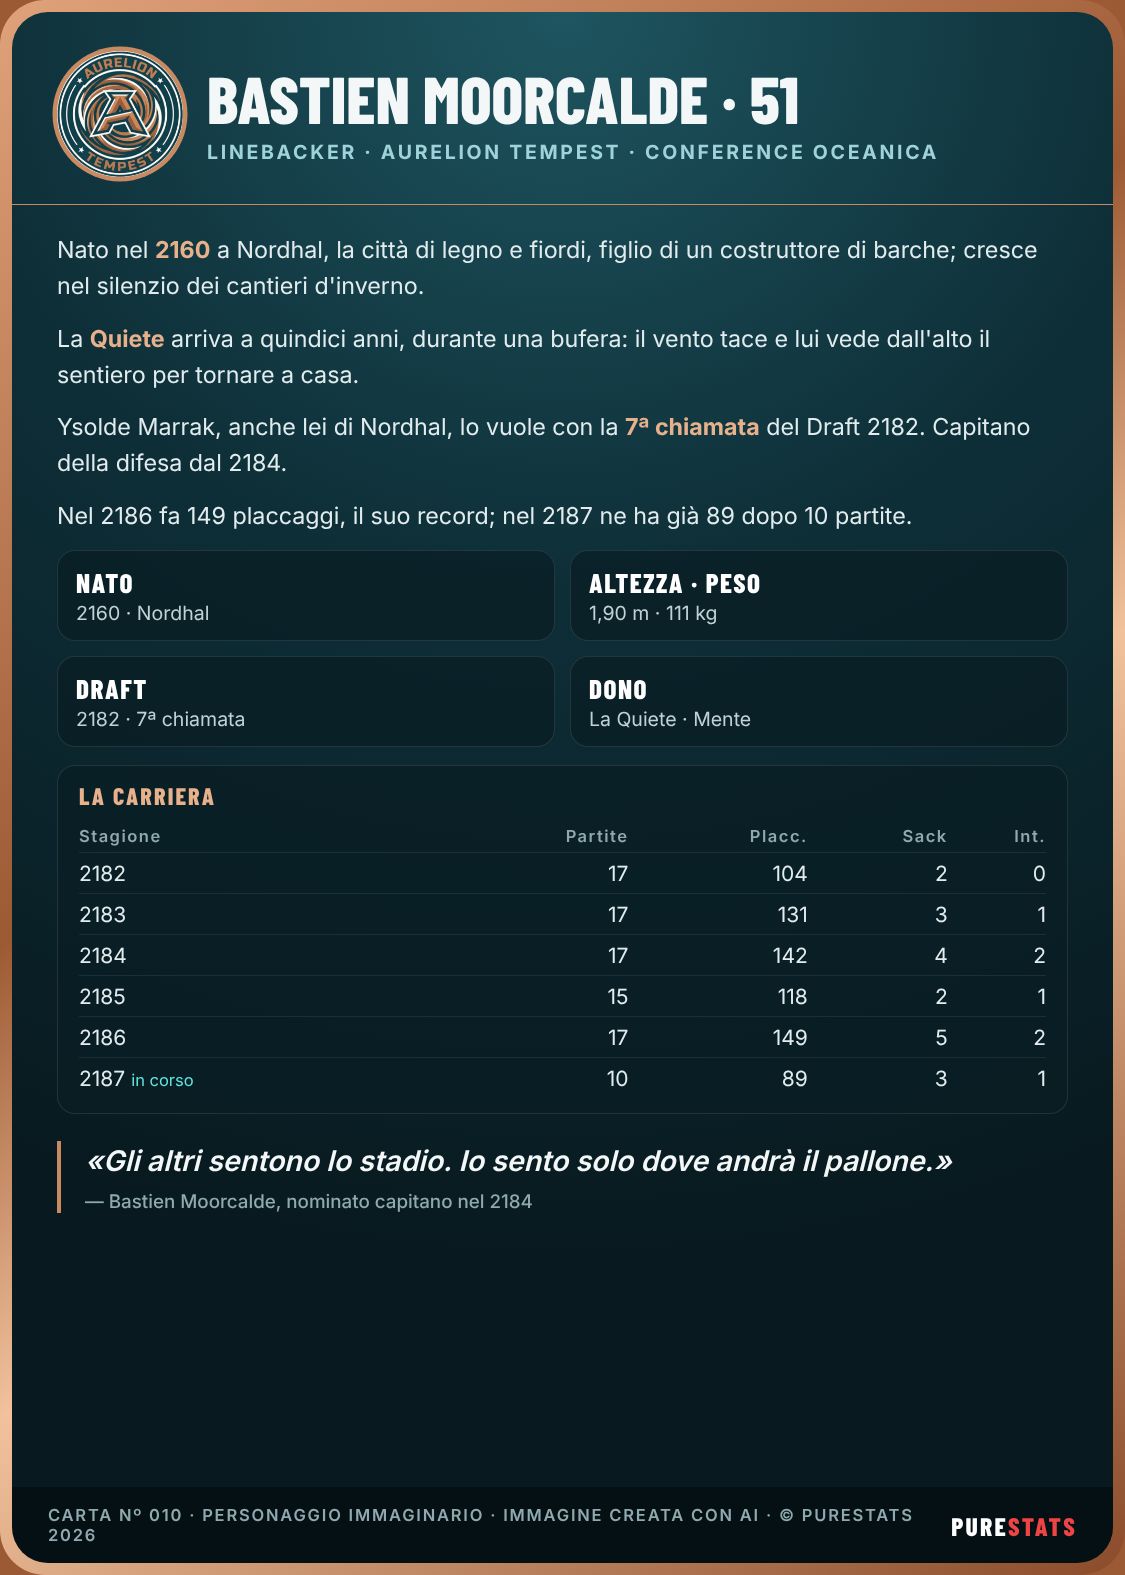 AURELION
A
TEMPEST
BASTIEN MOORCALDE · 51
LINEBACKER · AURELION TEMPEST · CONFERENCE OCEANICA
Nato nel 2160 a Nordhal, la città di legno e fiordi, figlio di un costruttore di barche; cresce
nel silenzio dei cantieri d'inverno.
La Quiete arriva a quindici anni, durante una bufera: il vento tace e lui vede dall'alto il
sentiero per tornare a casa.
Ysolde Marrak, anche lei di Nordhal, lo vuole con la 7ª chiamata del Draft 2182. Capitano
della difesa dal 2184.
Nel 2186 fa 149 placcaggi, il suo record; nel 2187 ne ha già 89 dopo 10 partite.
NATO
2160 · Nordhal
ALTEZZA · PESO
1,90 m · 111 kg
DRAFT
2182 · 7ª chiamata
DONO
La Quiete · Mente
LA CARRIERA
Stagione Partite Placc. Sack Int.
2182 17 104 2 0
2183 17 131 3 1
2184 17 142 4 2
2185 15 118 2 1
2186 17 149 5 2
2187 in corso 10 89 3 1
«Gli altri sentono lo stadio. Io sento solo dove andrà il pallone.»
— Bastien Moorcalde, nominato capitano nel 2184
CARTA Nº 010 · PERSONAGGIO IMMAGINARIO · IMMAGINE CREATA CON AI · © PURESTATS
2026
PURESTATS